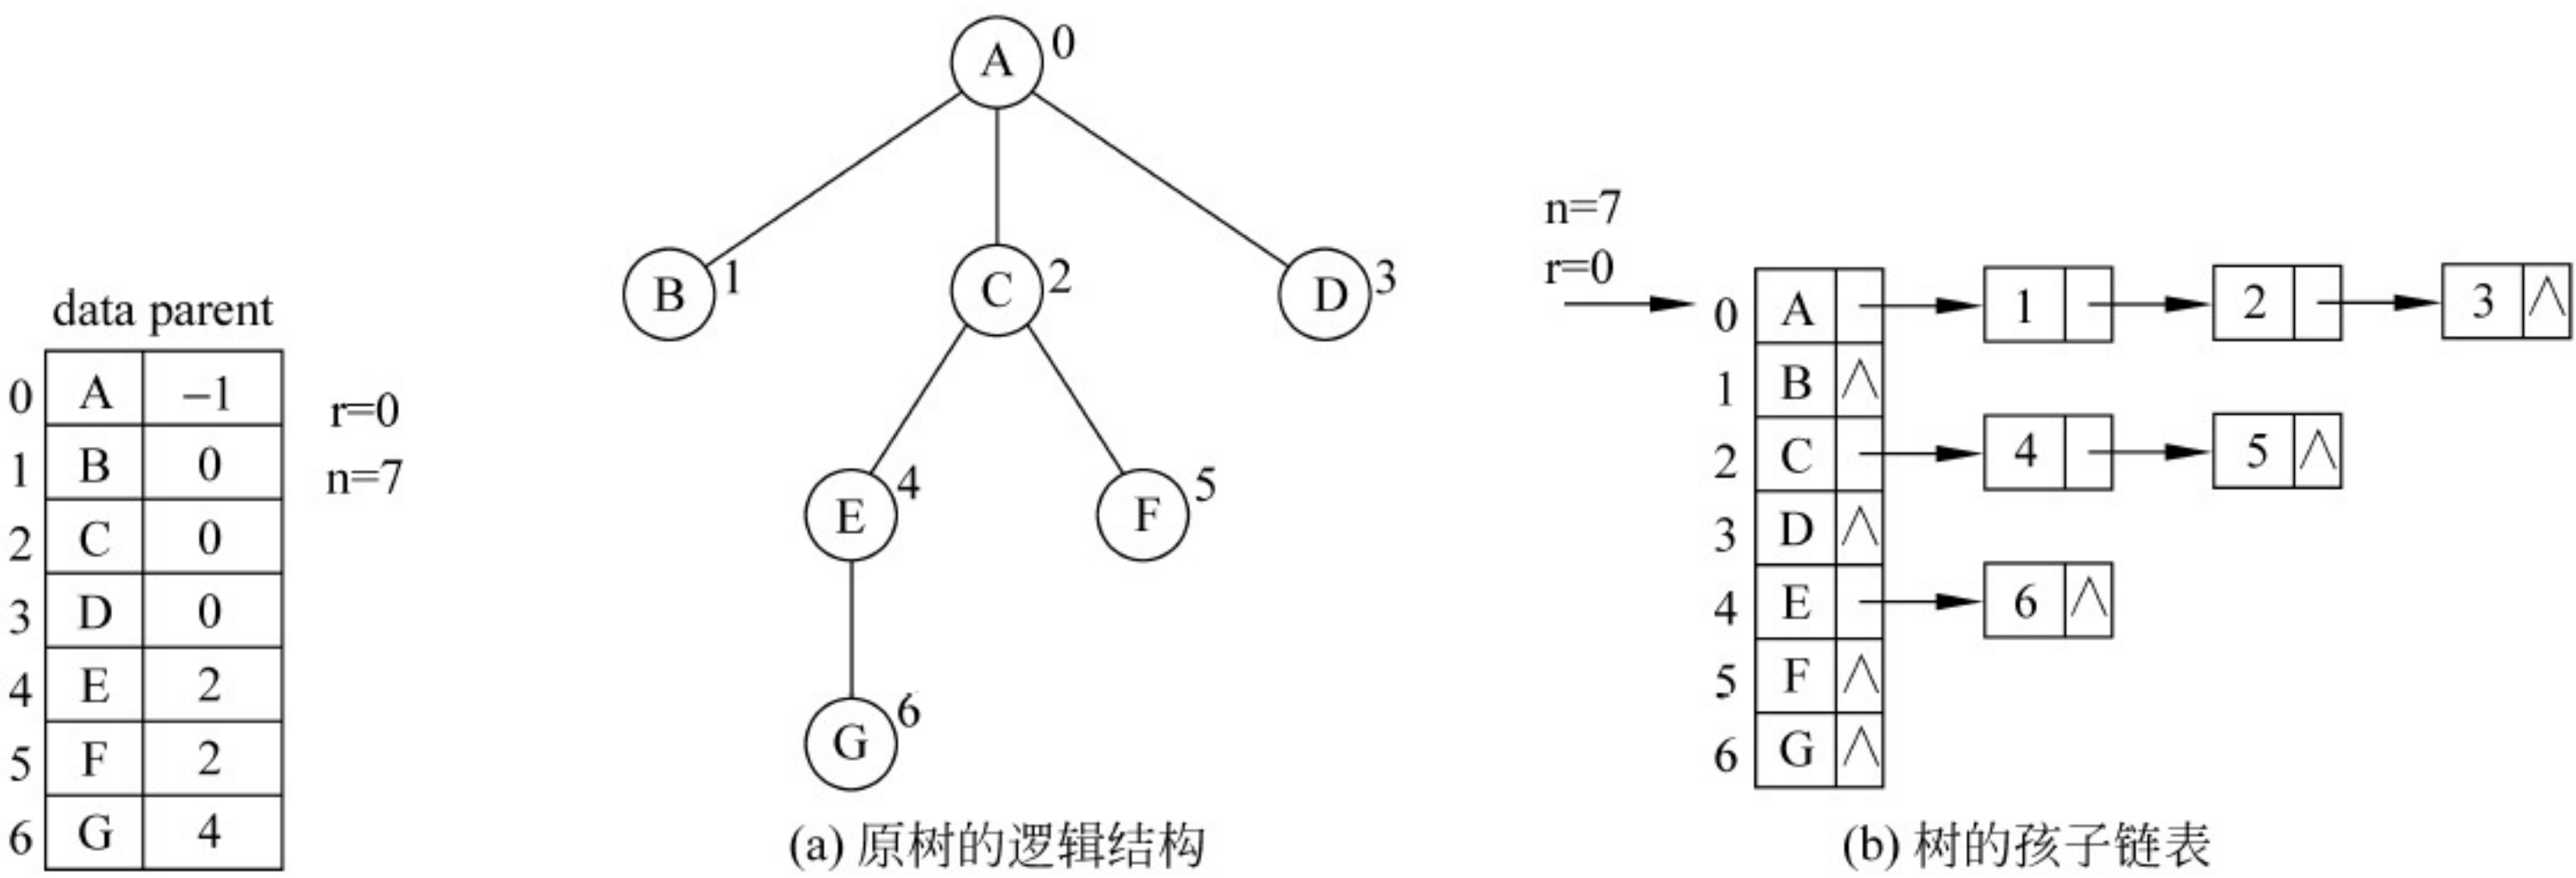 data parent
0 A −1
1 B 0
2 C 0
3 D 0
4 E 2
5 F 2
6 G 4
r=0
n=7
A 0
B 1
C 2
D 3
E 4
F 5
G 6
(a) 原树的逻辑结构
n=7
r=0
0 A 1 2 3 ∧
1 B ∧
2 C 4 5 ∧
3 D ∧
4 E 6 ∧
5 F ∧
6 G ∧
(b) 树的孩子链表